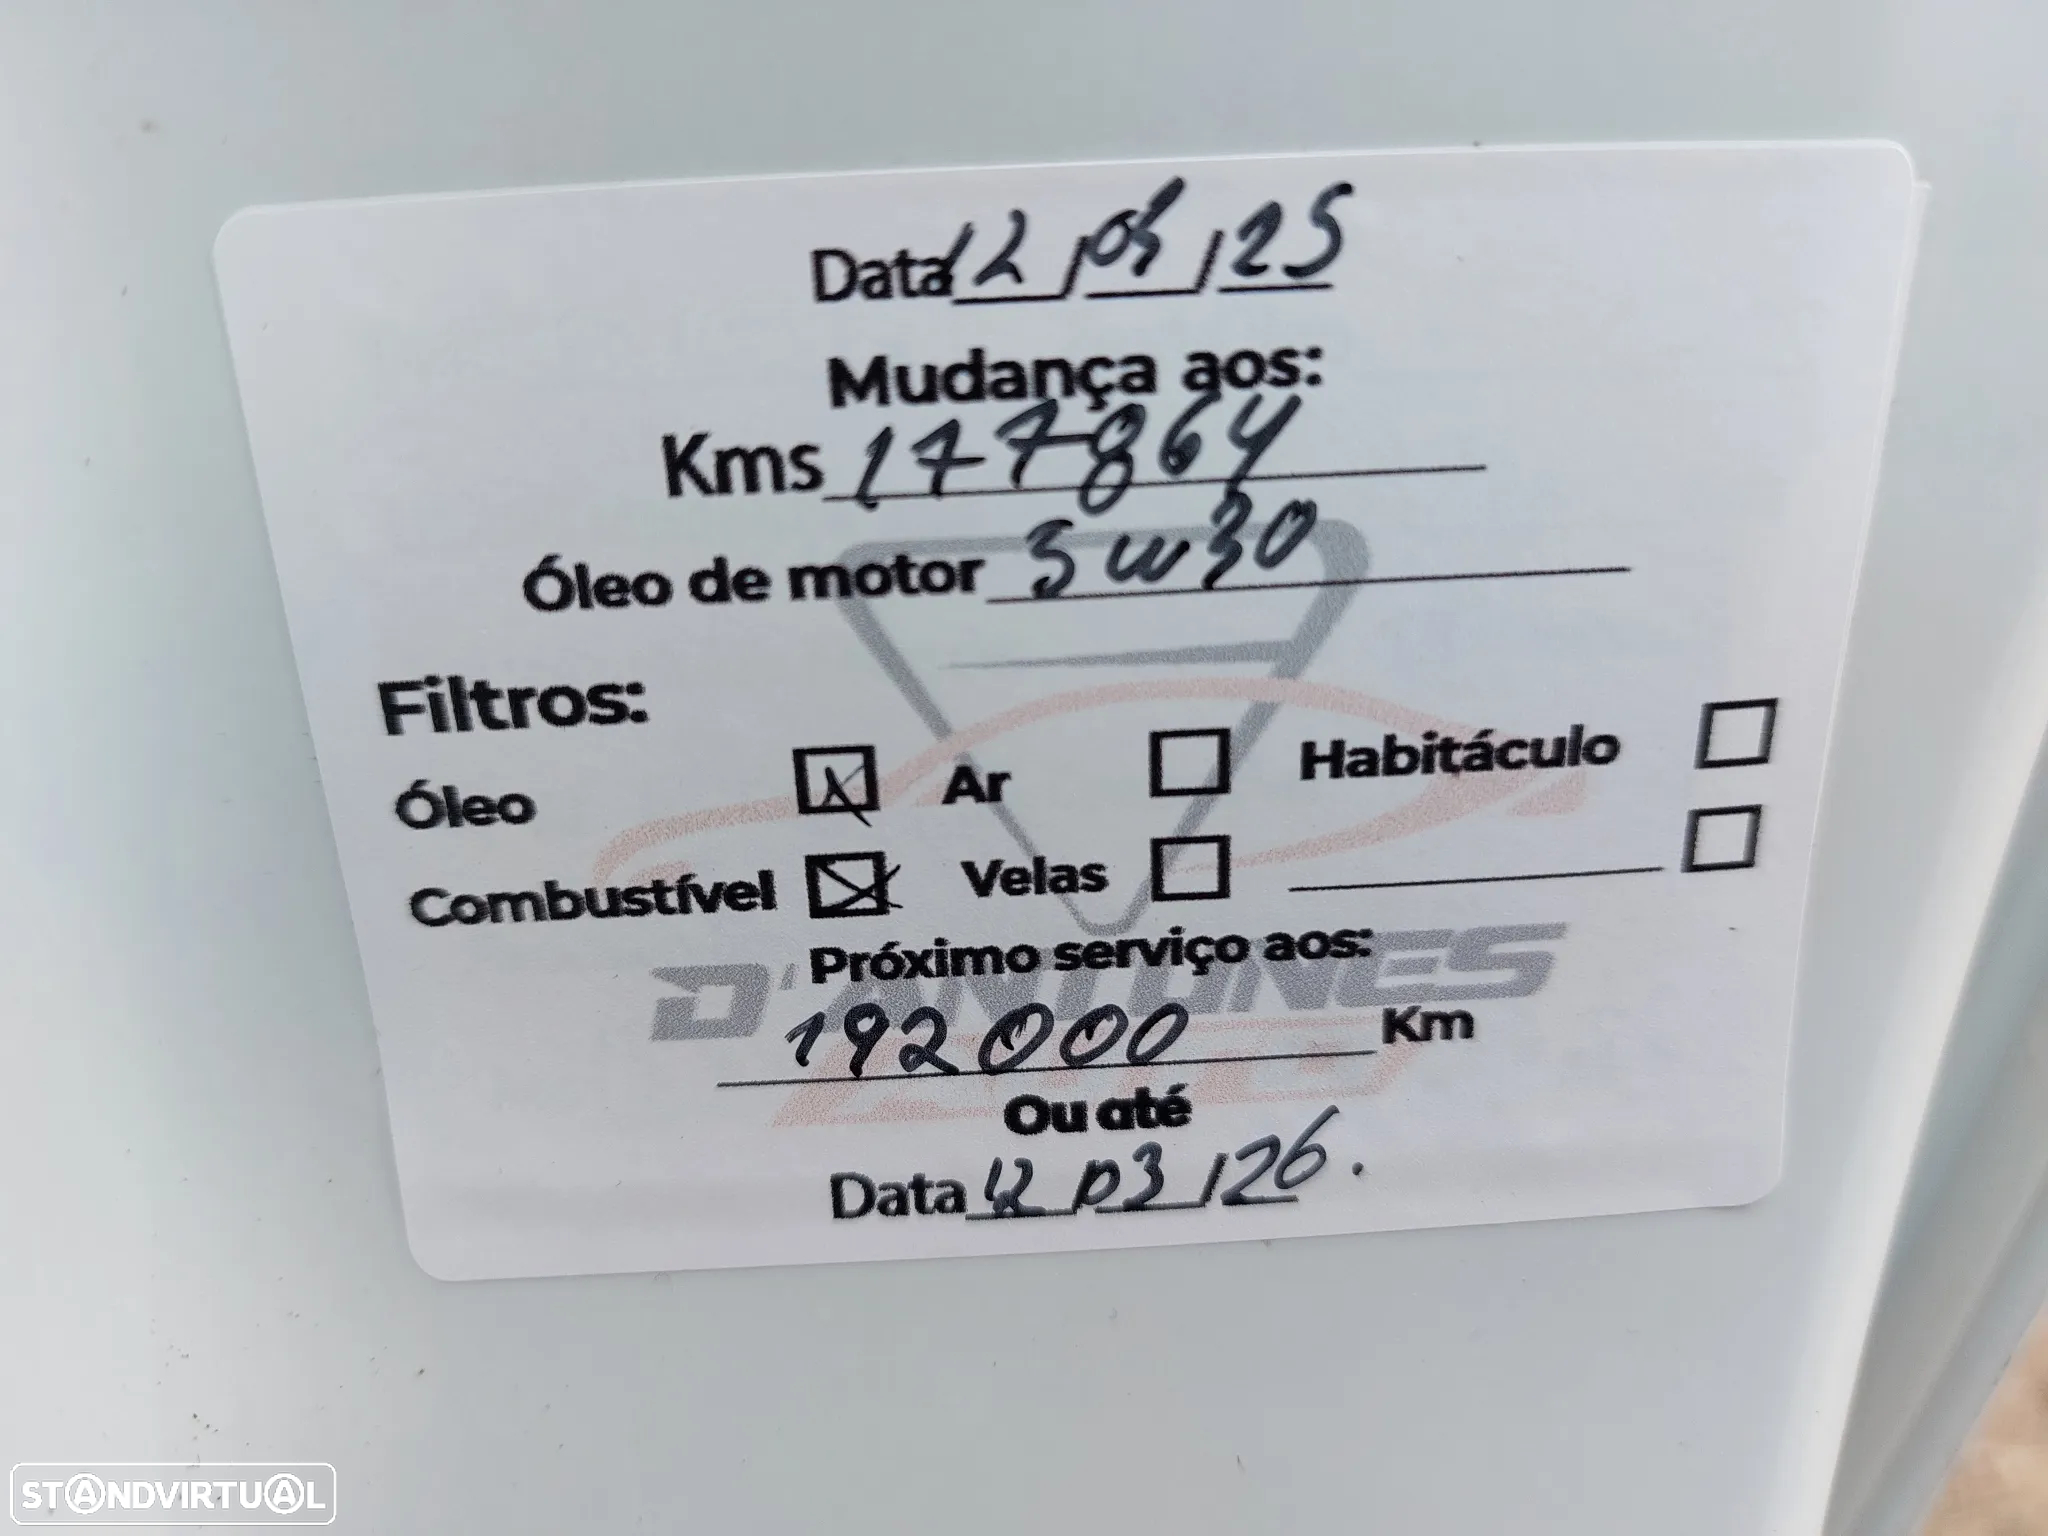 Data 12/03/25
Mudança aos:
Kms 177864
Óleo de motor 5w30
Filtros:
Óleo Ar Habitáculo
Combustível Velas
Próximo serviço aos:
D'ANTUNES
192000 Km
Ou até
Data 12/03/26.
STANDVIRTUAL